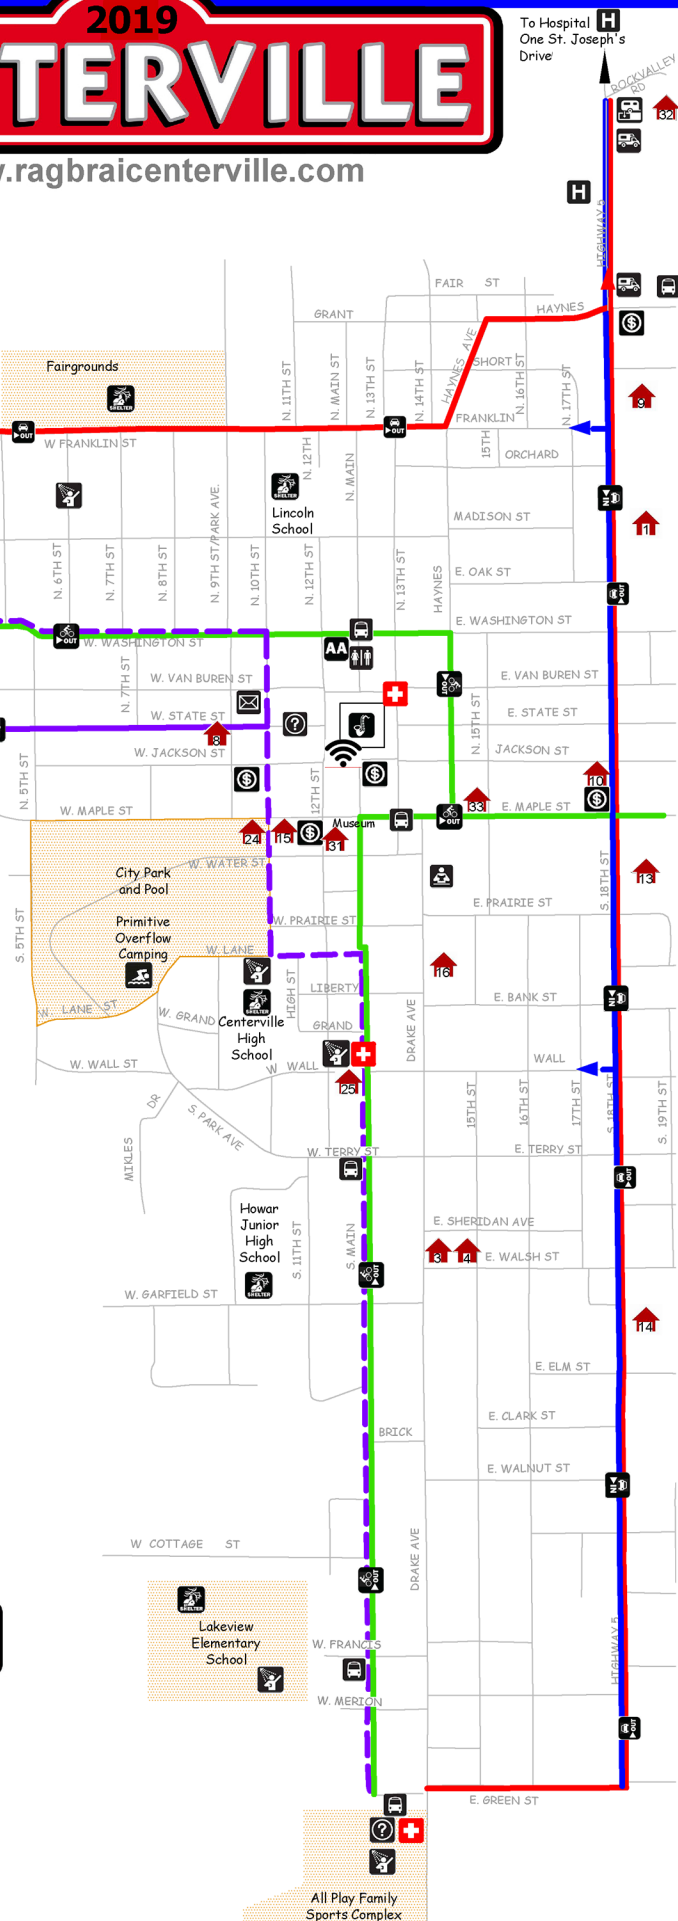 2019
TERVILLE
.ragbraicenterville.com
To Hospital
One St. Joseph's
Drive
H
ROCKVALLEY
RD
32
H
HIGHWAY 5
FAIR ST
GRANT
HAYNES
Fairgrounds
SHELTER
N. 11TH ST
N. MAIN ST
N. 13TH ST
N. 14TH ST
HAYNES AVE
SHORT
N. 16TH ST
N. 17TH ST
9
OUT
OUT
W FRANKLIN ST
FRANKLIN
N. 12TH
N. MAIN
15TH
ORCHARD
SHELTER
Lincoln
School
IN
MADISON ST
1
N. 6TH ST
N. 7TH ST
N. 8TH ST
N. 9TH ST/PARK AVE.
N. 10TH ST
N. 12TH ST
N. 13TH ST
HAYNES
E. OAK ST
OUT
E. WASHINGTON ST
OUT
W. WASHINGTON ST
AA
N. 7TH ST
W. VAN BUREN ST
OUT
E. VAN BUREN ST
W. STATE ST
8
?
N. 15TH ST
E. STATE ST
W. JACKSON ST
JACKSON ST
N. 5TH ST
$
12TH ST
$
10
$
33
W. MAPLE ST
Museum
OUT
E. MAPLE ST
24
15
$
31
W. WATER ST
City Park
and Pool
S. 18TH ST
13
E. PRAIRIE ST
Primitive
Overflow
Camping
W. PRAIRIE ST
S. 5TH ST
W. LANE
16
HIGH ST
LIBERTY
E. BANK ST
IN
W. LANE ST
W. GRAND
SHELTER
Centerville
High
School
GRAND
DRAKE AVE
W. WALL ST
W WALL
WALL
25
15TH ST
16TH ST
17TH ST
S. 18TH ST
S. 19TH ST
DR
S. PARK AVE
MIKLES
W. TERRY ST
E. TERRY ST
OUT
Howar
Junior
High
School
SHELTER
S. 11TH ST
S. MAIN
E. SHERIDAN AVE
3
4
E. WALSH ST
OUT
W. GARFIELD ST
14
E. ELM ST
E. CLARK ST
BRICK
E. WALNUT ST
IN
W COTTAGE ST
DRAKE AVE
OUT
SHELTER
Lakeview
Elementary
School
HIGHWAY 5
W. FRANCIS
W. MERION
OUT
E. GREEN ST
?
All Play Family
Sports Complex